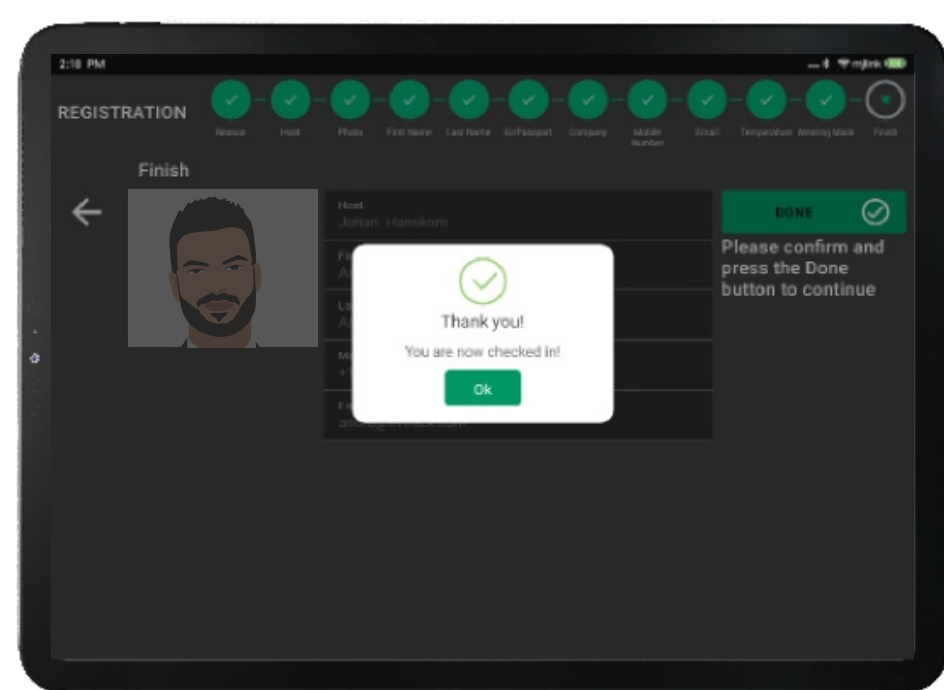 2:18 PM
mjlink
REGISTRATION
Reason
Host
Photo
First Name
Last Name
ID/Passport
Company
Mobile
Number
Email
Temperature
Wearing Mask
Finish
Finish
Host
Johan Hanekom
DONE
Please confirm and
press the Done
button to continue
Thank you!
You are now checked in!
Ok